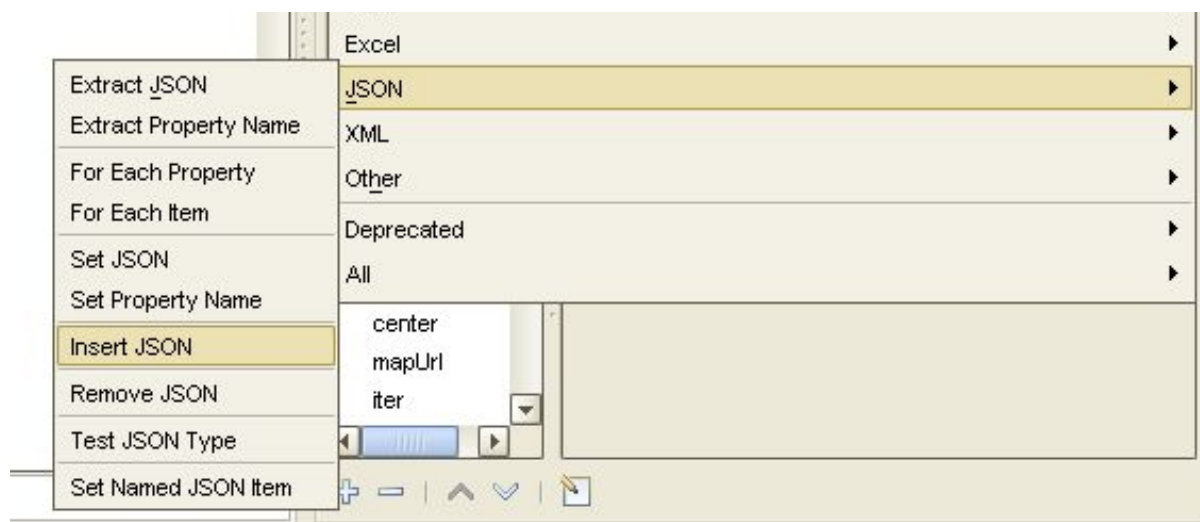 Extract JSON
Extract Property Name
For Each Property
For Each Item
Set JSON
Set Property Name
Insert JSON
Remove JSON
Test JSON Type
Set Named JSON Item
Excel
JSON
XML
Other
Deprecated
All
center
mapUrl
iter